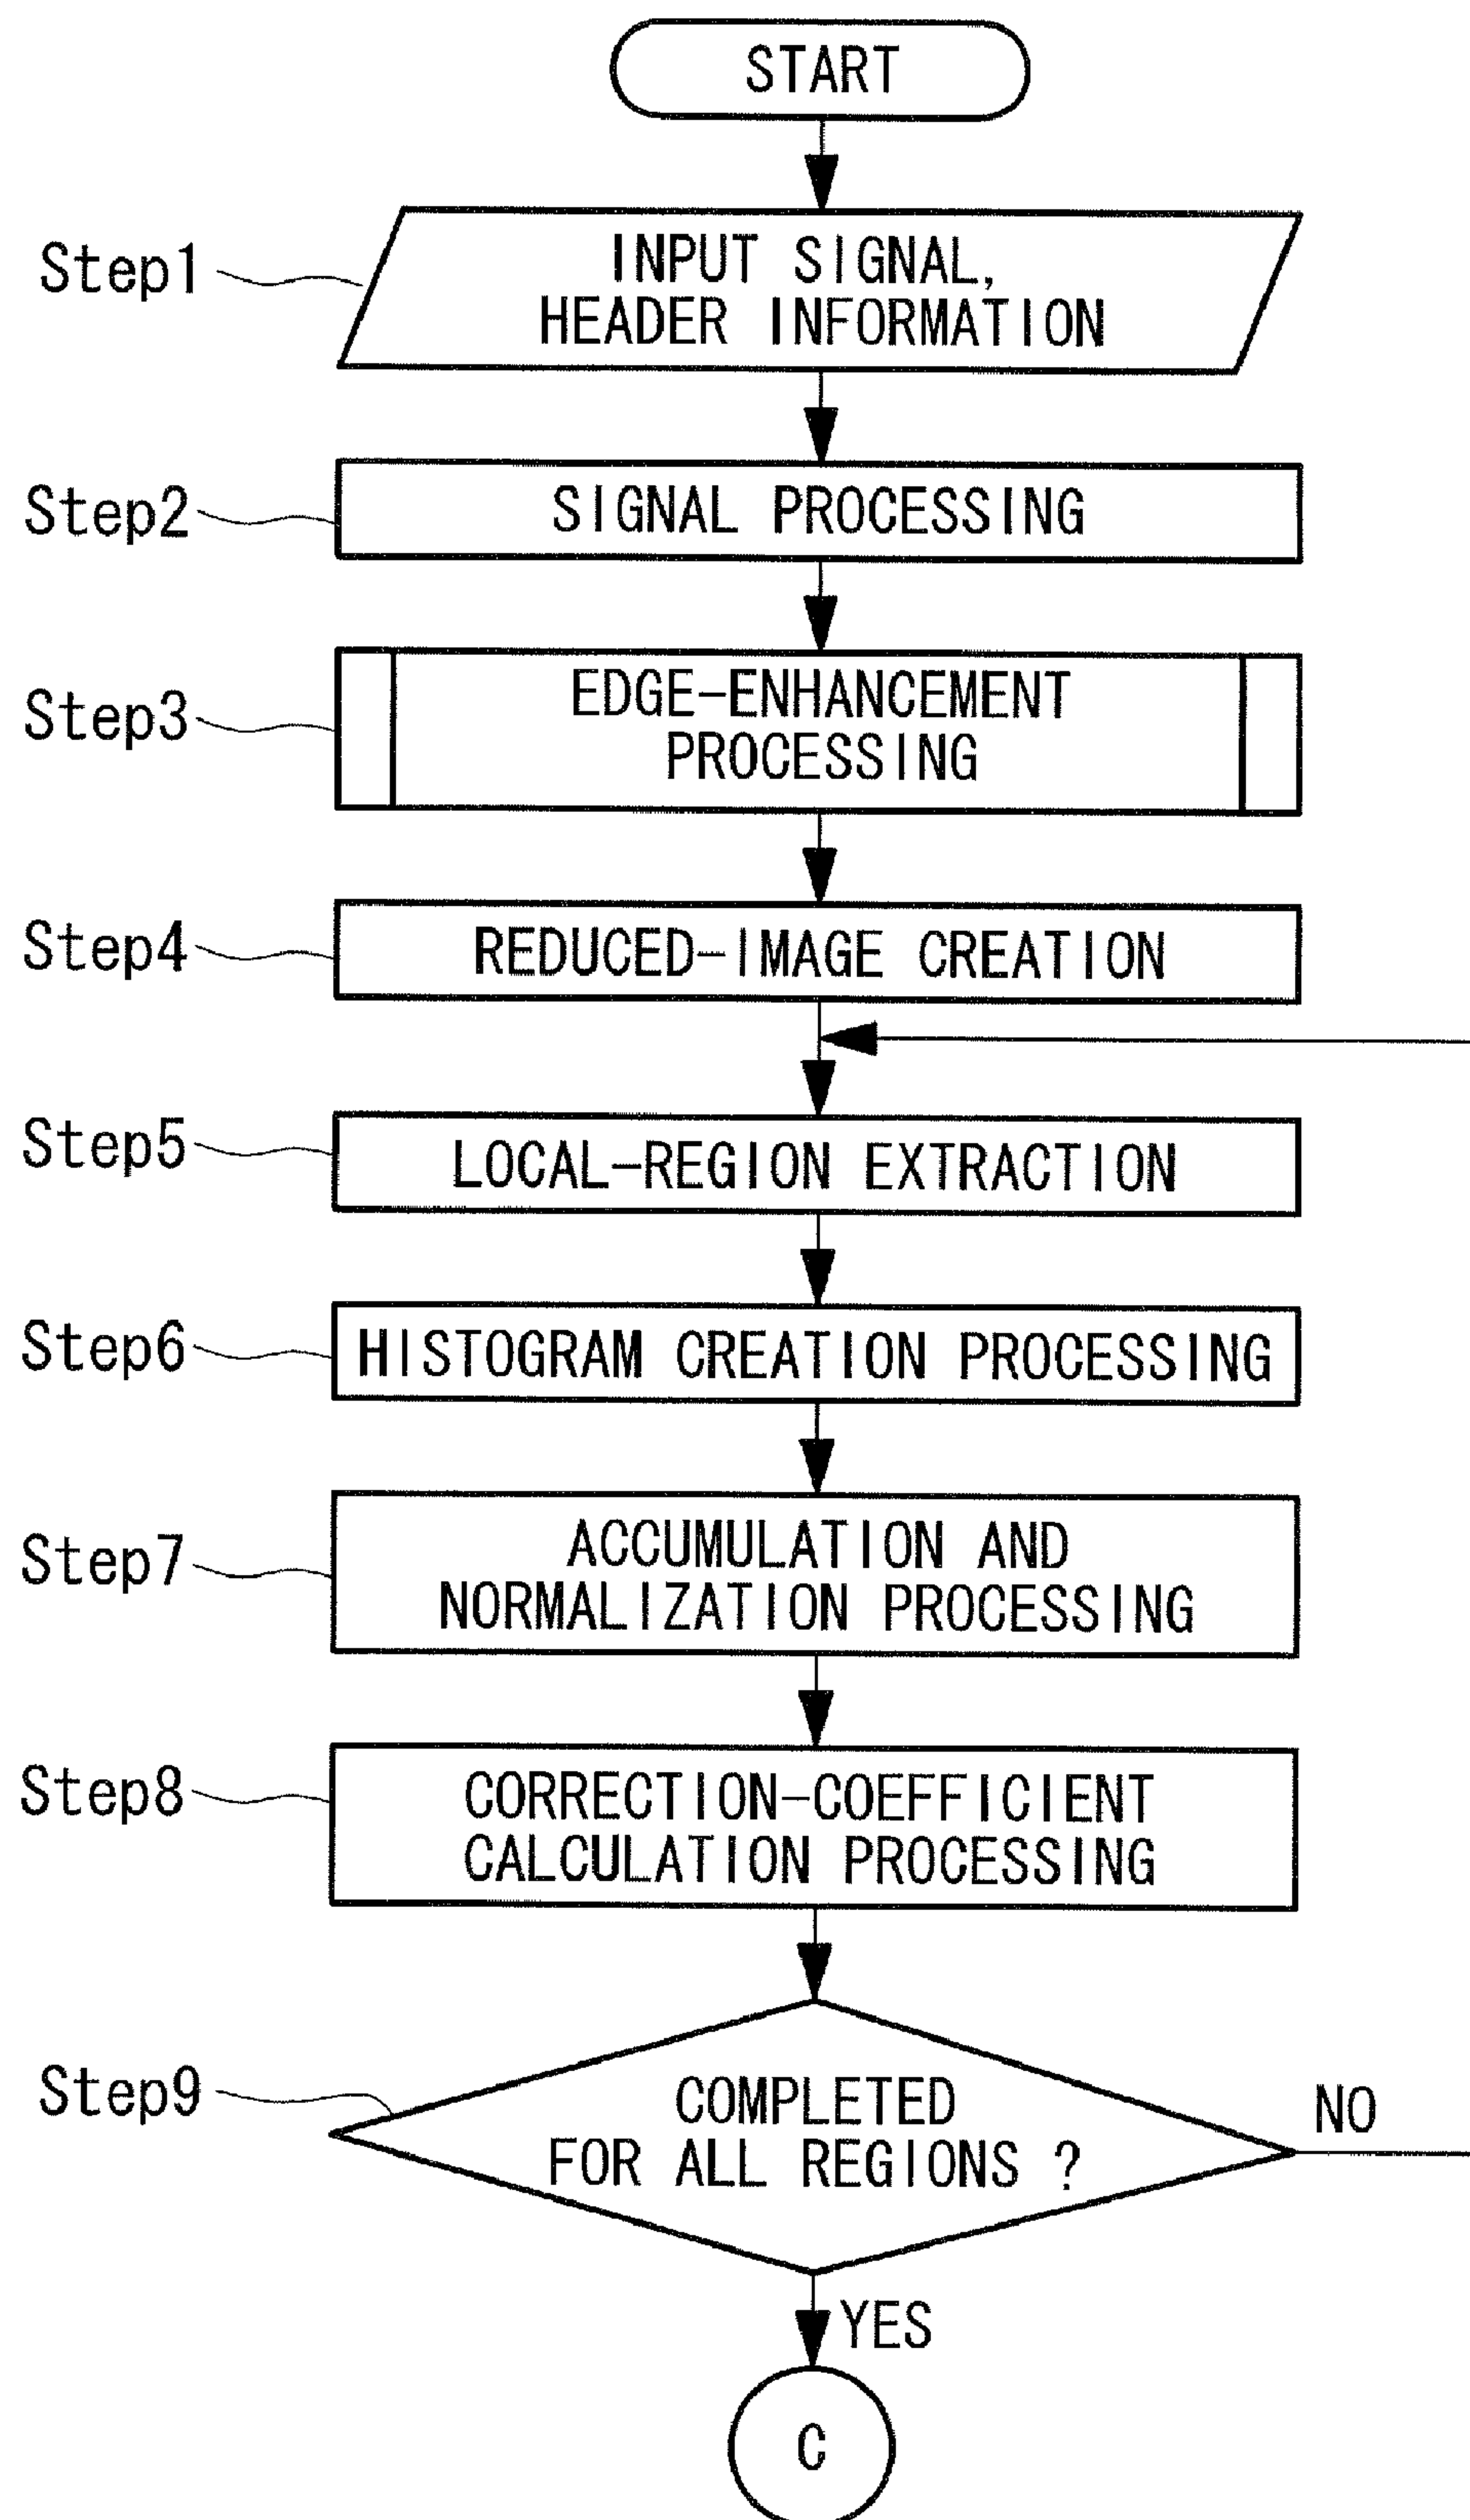 START
Step1
INPUT SIGNAL,
HEADER INFORMATION
Step2
SIGNAL PROCESSING
Step3
EDGE-ENHANCEMENT
PROCESSING
Step4
REDUCED-IMAGE CREATION
Step5
LOCAL-REGION EXTRACTION
Step6
HISTOGRAM CREATION PROCESSING
Step7
ACCUMULATION AND
NORMALIZATION PROCESSING
Step8
CORRECTION-COEFFICIENT
CALCULATION PROCESSING
Step9
COMPLETED
FOR ALL REGIONS ?
NO
YES
C